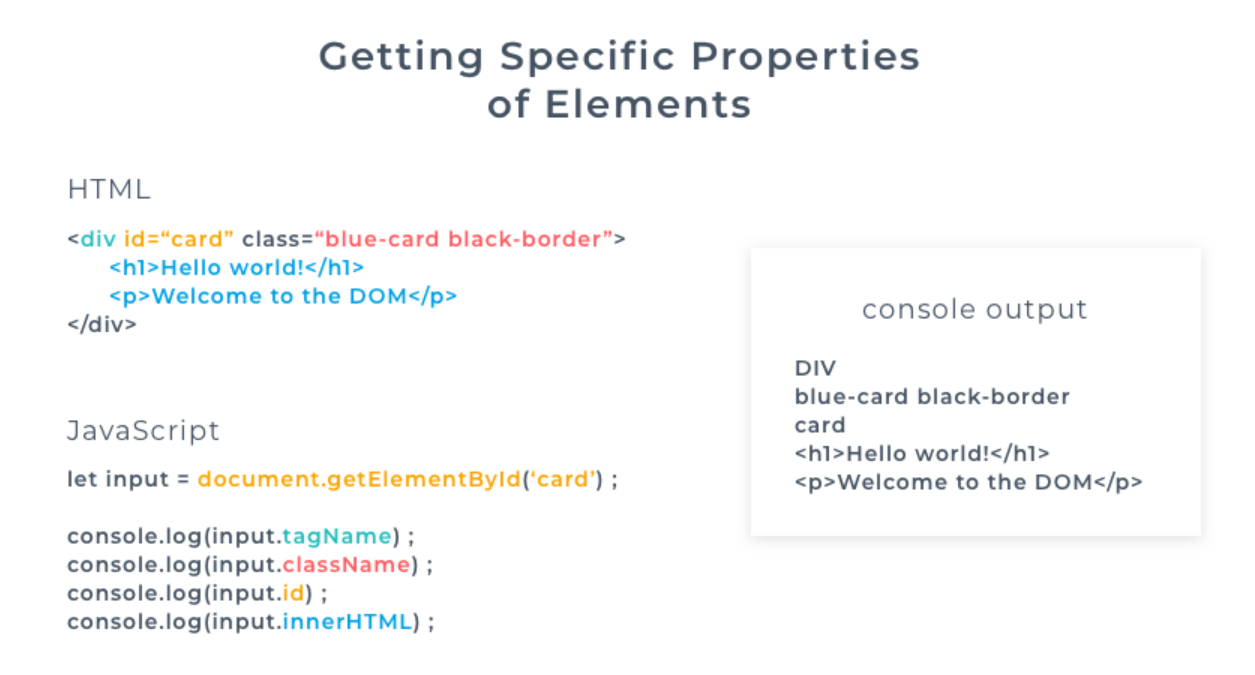 Getting Specific Properties
of Elements
HTML
<div id=“card” class=“blue-card black-border”>
<h1>Hello world!</h1>
<p>Welcome to the DOM</p>
</div>
JavaScript
let input = document.getElementById(‘card’) ;
console.log(input.tagName) ;
console.log(input.className) ;
console.log(input.id) ;
console.log(input.innerHTML) ;
console output
DIV
blue-card black-border
card
<h1>Hello world!</h1>
<p>Welcome to the DOM</p>